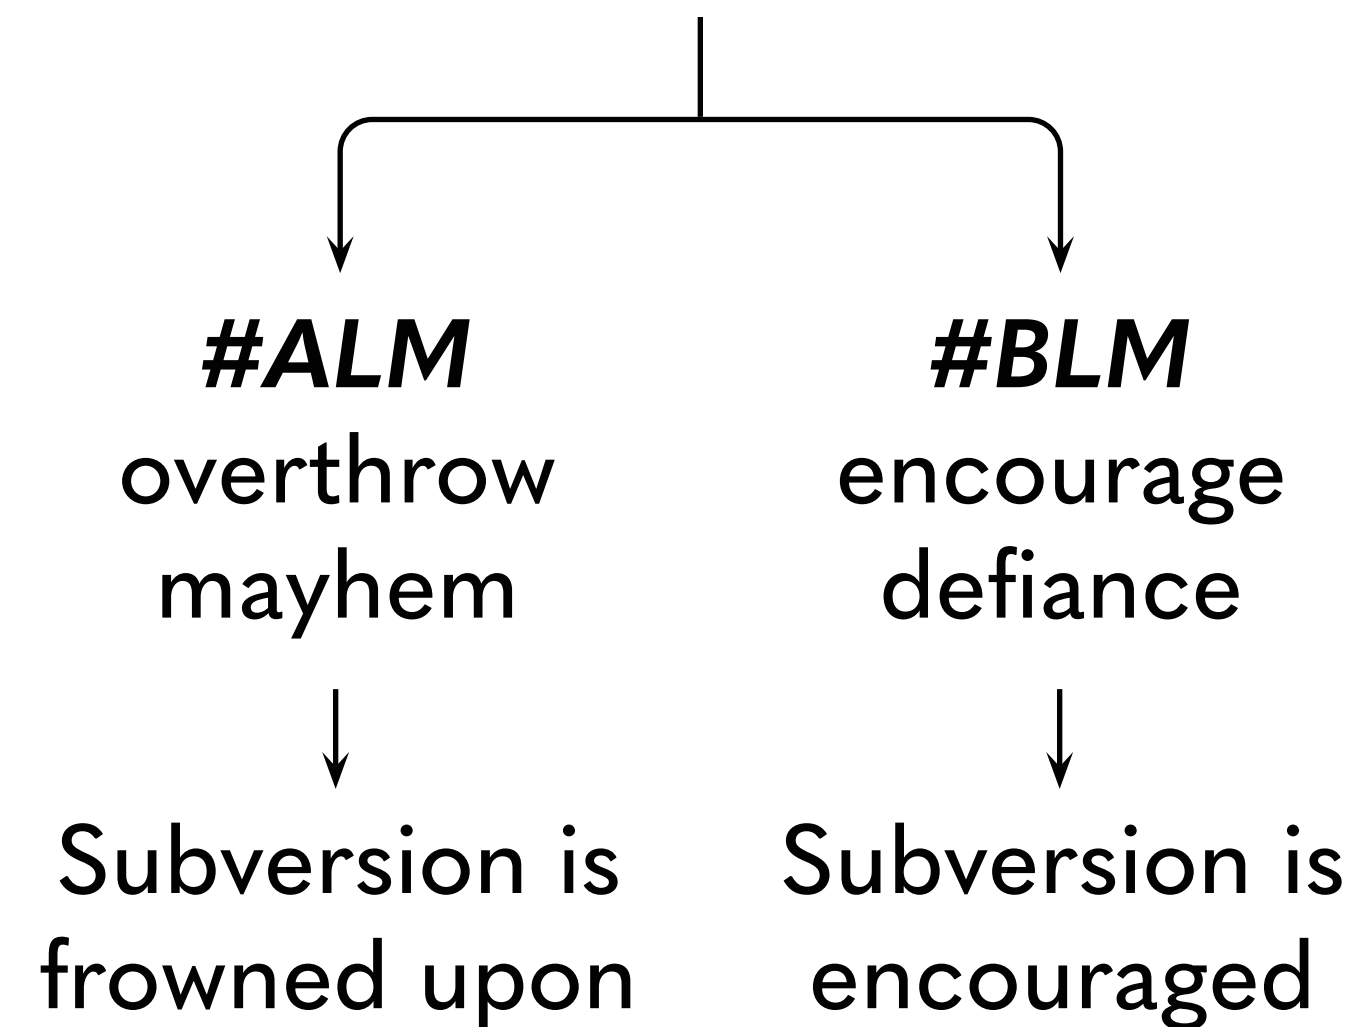 #ALM
overthrow
mayhem
Subversion is
frowned upon
#BLM
encourage
defiance
Subversion is
encouraged